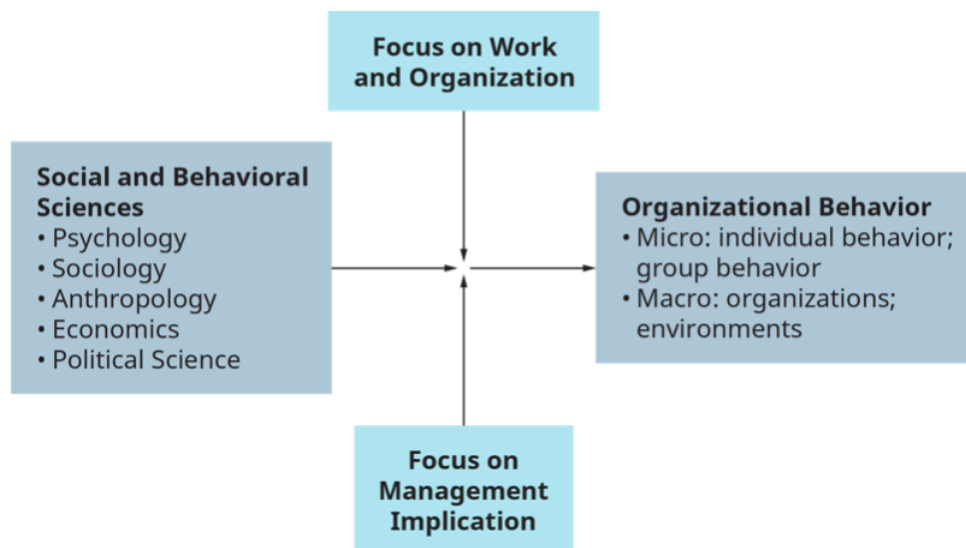 Focus on Work
and Organization
Social and Behavioral
Sciences
• Psychology
• Sociology
• Anthropology
• Economics
• Political Science
Organizational Behavior
• Micro: individual behavior;
group behavior
• Macro: organizations;
environments
Focus on
Management
Implication